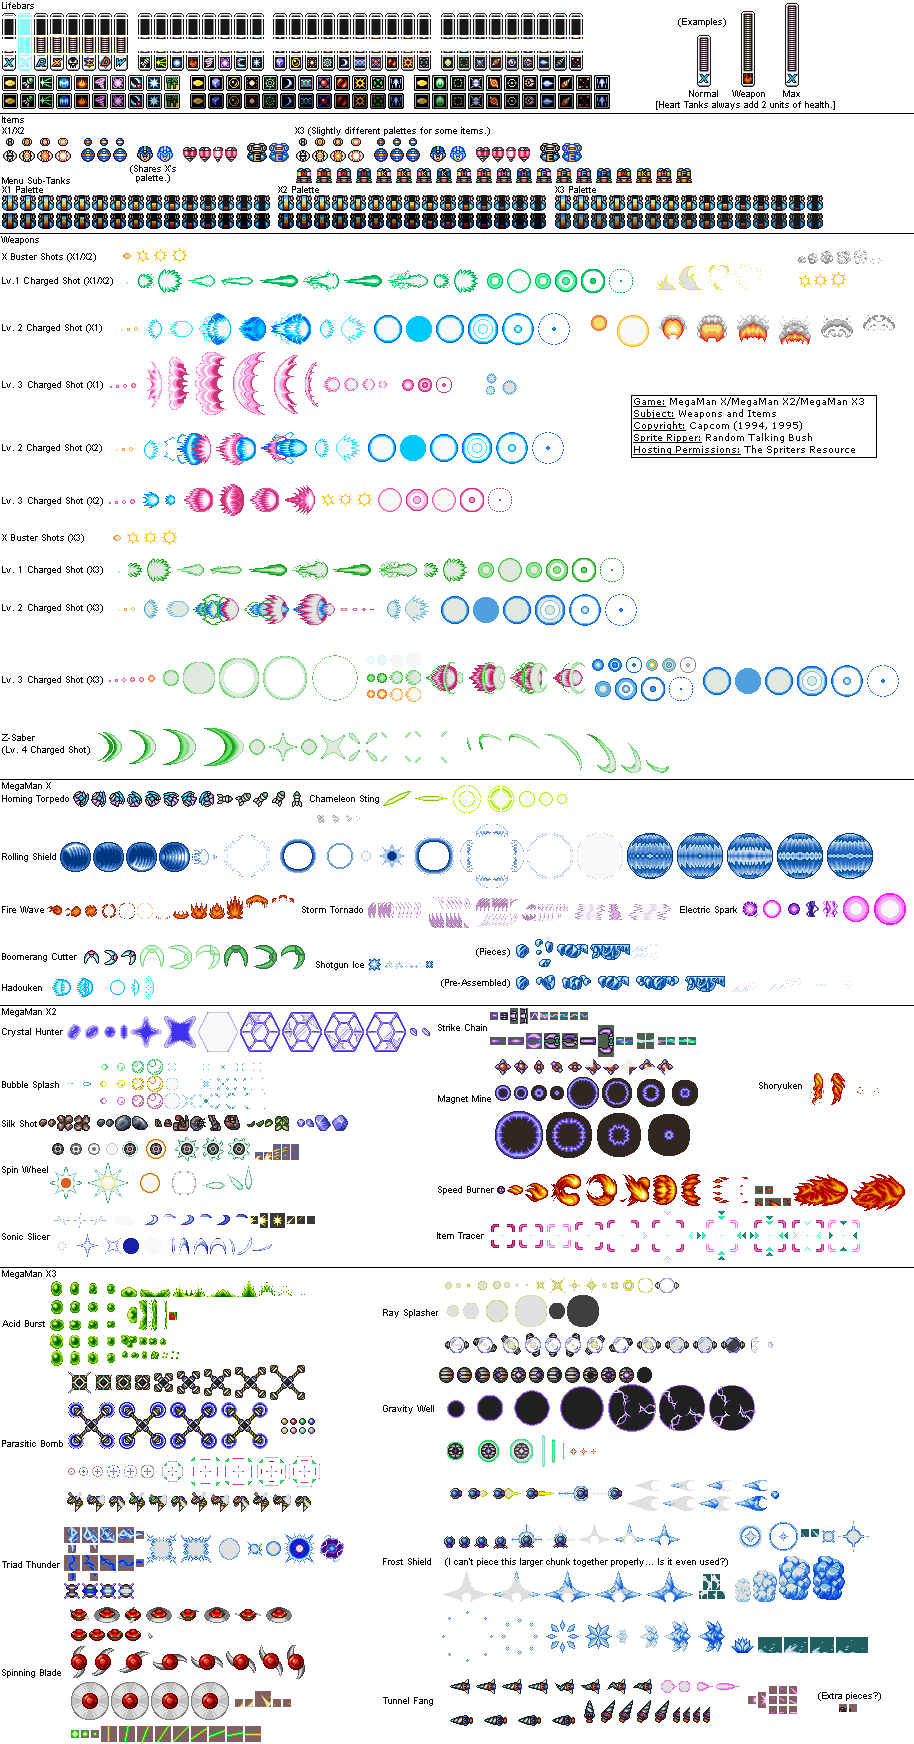 Lifebars
(Examples)
Normal Weapon Max
[Heart Tanks always add 2 units of health.]
Items
X1/X2
X3 (Slightly different palettes for some items.)
(Shares X's
palette.)
Menu Sub-Tanks
X1 Palette
X2 Palette
X3 Palette
Weapons
X Buster Shots (X1/X2)
Lv.1 Charged Shot (X1/X2)
Lv. 2 Charged Shot (X1)
Lv. 3 Charged Shot (X1)
Game: MegaMan X/MegaMan X2/MegaMan X3
Subject: Weapons and Items
Copyright: Capcom (1994, 1995)
Sprite Ripper: Random Talking Bush
Hosting Permissions: The Spriters Resource
Lv. 2 Charged Shot (X2)
Lv. 3 Charged Shot (X2)
X Buster Shots (X3)
Lv. 1 Charged Shot (X3)
Lv. 2 Charged Shot (X3)
Lv. 3 Charged Shot (X3)
Z-Saber
(Lv. 4 Charged Shot)
MegaMan X
Homing Torpedo
Chameleon Sting
Rolling Shield
Fire Wave
Storm Tornado
Electric Spark
Boomerang Cutter
Shotgun Ice
(Pieces)
(Pre-Assembled)
Hadouken
MegaMan X2
Crystal Hunter
Strike Chain
Bubble Splash
Magnet Mine
Shoryuken
Silk Shot
Spin Wheel
Speed Burner
Sonic Slicer
Item Tracer
MegaMan X3
Acid Burst
Ray Splasher
Parasitic Bomb
Gravity Well
Triad Thunder
Frost Shield
(I can't piece this larger chunk together properly... Is it even used?)
Spinning Blade
Tunnel Fang
(Extra pieces?)